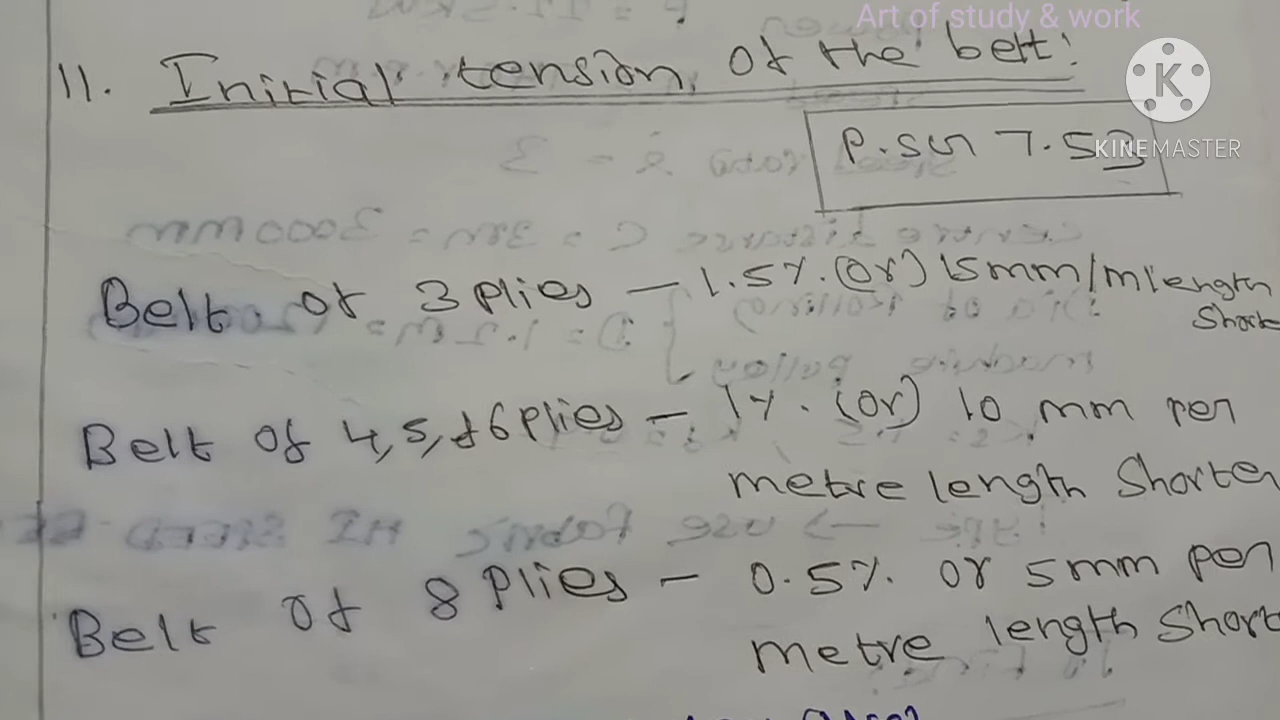 Art of study & work
11. Initial tension of the belt:
K
KINEMASTER
P.SG 7.53
Belt of 3 plies - 1.5%. (or) 15mm/m length
Short
Belt of 4, 5, & 6 plies - 1%. (or) 10 mm per
metre length Shorter
Belt of 8 plies - 0.5%. or 5mm per
metre length Short